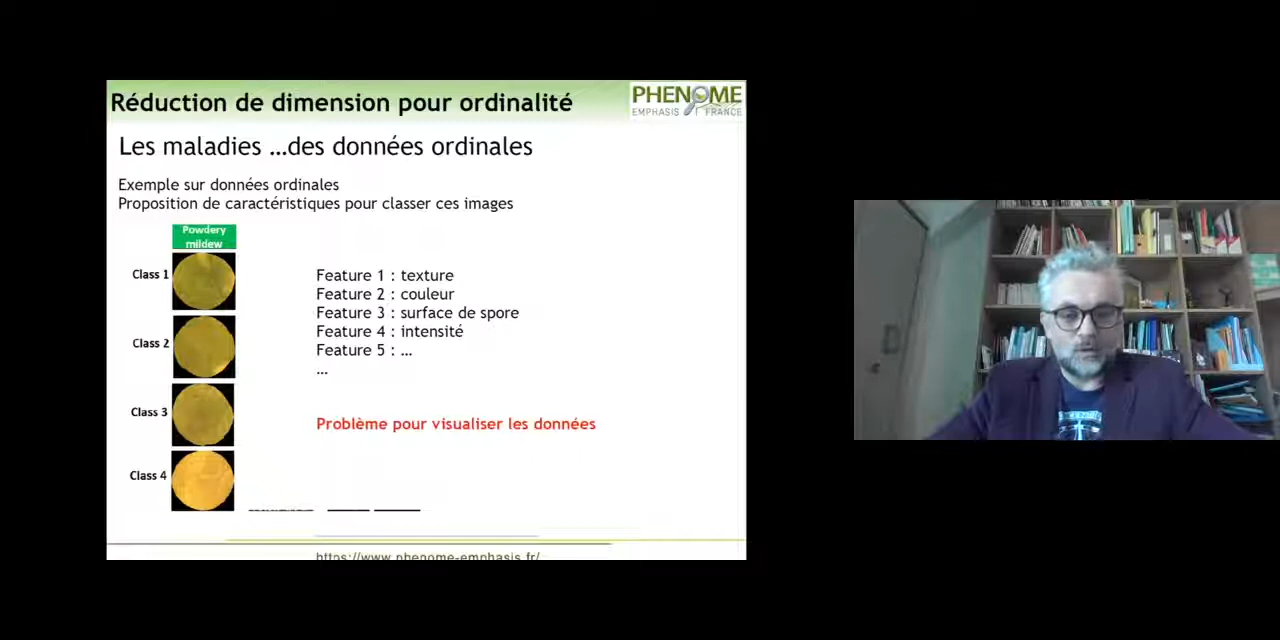 Réduction de dimension pour ordinalité
PHENOME
EMPHASIS FRANCE
Les maladies ...des données ordinales
Exemple sur données ordinales
Proposition de caractéristiques pour classer ces images
Powdery
mildew
Class 1
Class 2
Class 3
Class 4
Feature 1 : texture
Feature 2 : couleur
Feature 3 : surface de spore
Feature 4 : intensité
Feature 5 : ...
...
Problème pour visualiser les données
https://www.phenome-emphasis.fr/